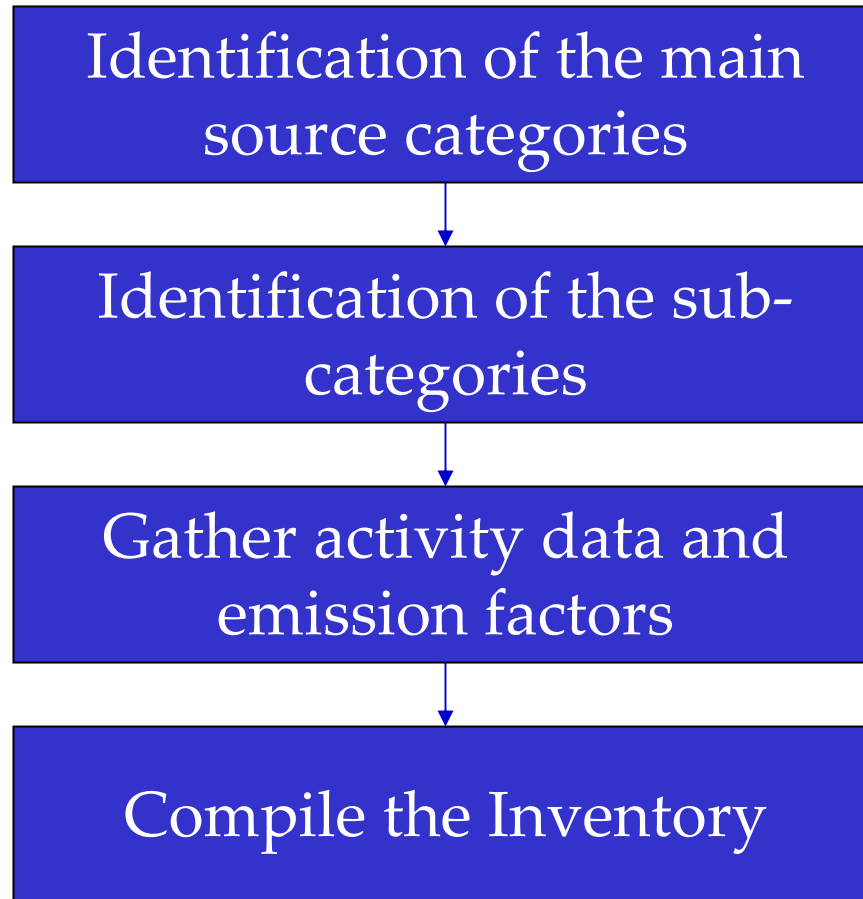 Identification of the main
source categories
Identification of the sub-
categories
Gather activity data and
emission factors
Compile the Inventory